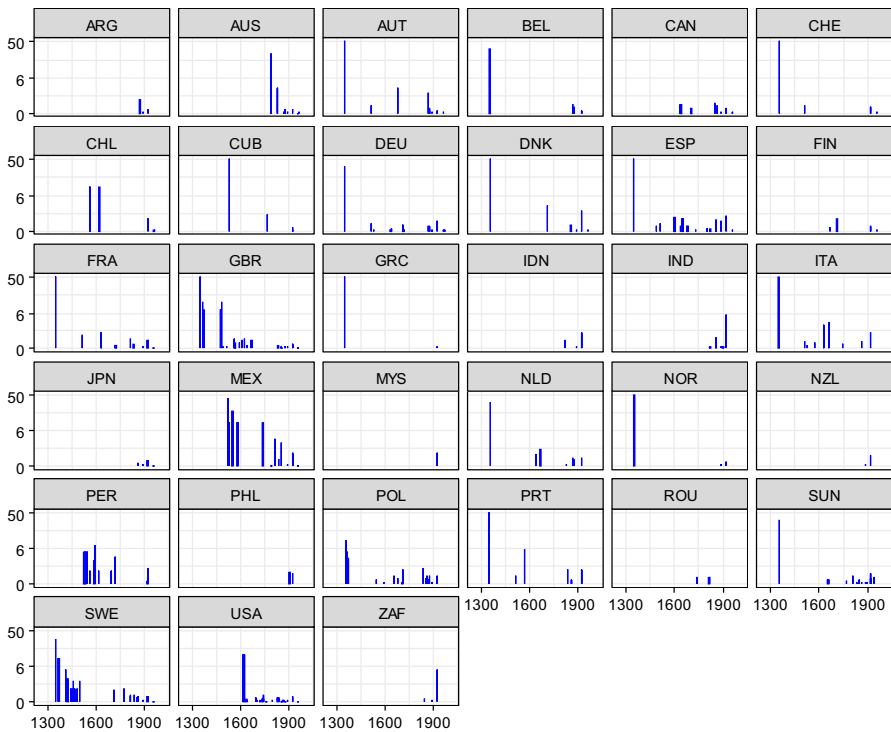 ARG AUS AUT BEL CAN CHE
50
6
0
CHL CUB DEU DNK ESP FIN
50
6
0
FRA GBR GRC IDN IND ITA
50
6
0
JPN MEX MYS NLD NOR NZL
50
6
0
PER PHL POL PRT ROU SUN
50
6
0
1300 1600 1900 1300 1600 1900 1300 1600 1900
SWE USA ZAF
50
6
0
1300 1600 1900 1300 1600 1900 1300 1600 1900